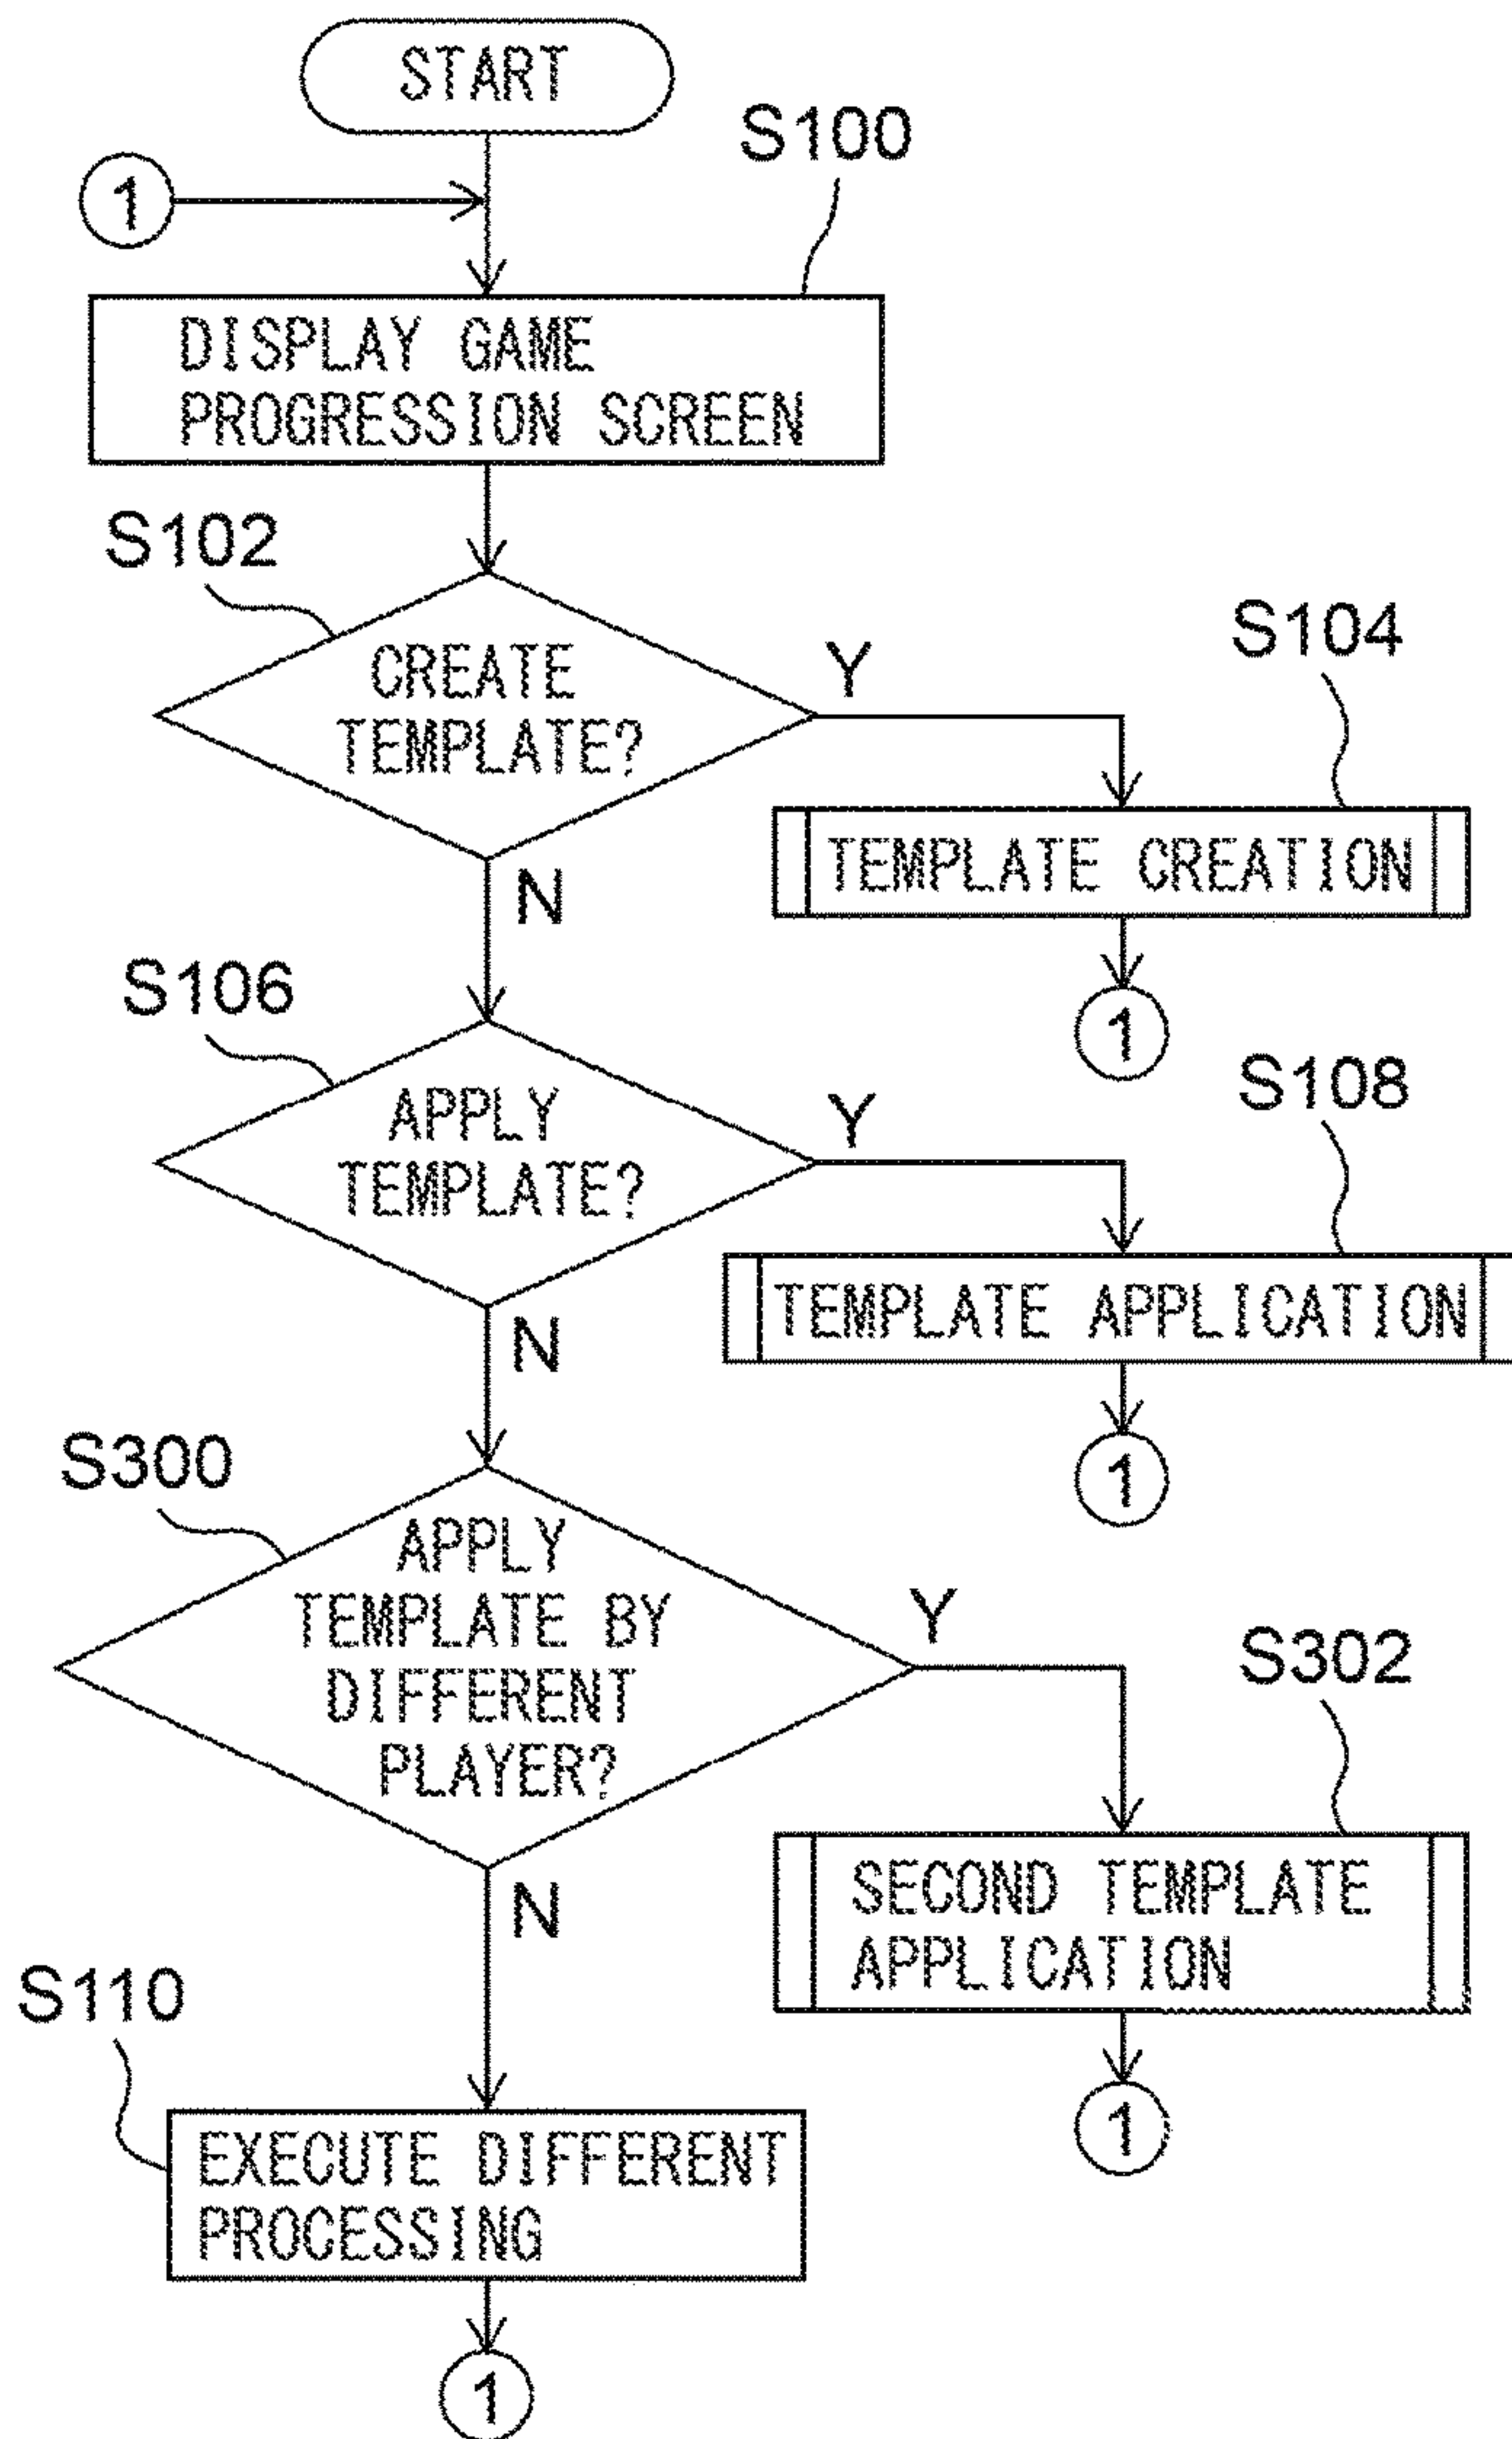 START
S100
1
DISPLAY GAME
PROGRESSION SCREEN
S102
CREATE
TEMPLATE?
Y
S104
TEMPLATE CREATION
N
1
S106
APPLY
TEMPLATE?
Y
S108
TEMPLATE APPLICATION
N
1
S300
APPLY
TEMPLATE BY
DIFFERENT
PLAYER?
Y
S302
SECOND TEMPLATE
APPLICATION
N
1
S110
EXECUTE DIFFERENT
PROCESSING
1